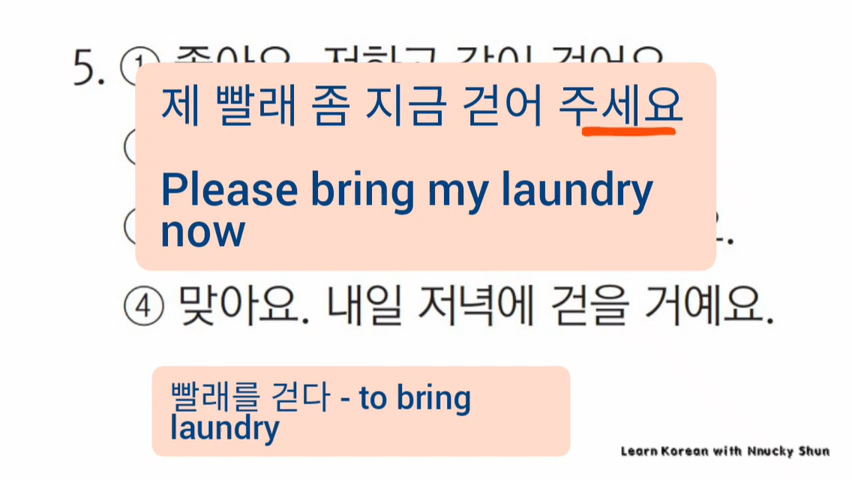 5. ①
제 빨래 좀 지금 걷어 주세요
Please bring my laundry
now
④ 맞아요. 내일 저녁에 걷을 거예요.
빨래를 걷다 - to bring
laundry
Learn Korean with Nnucky Shun